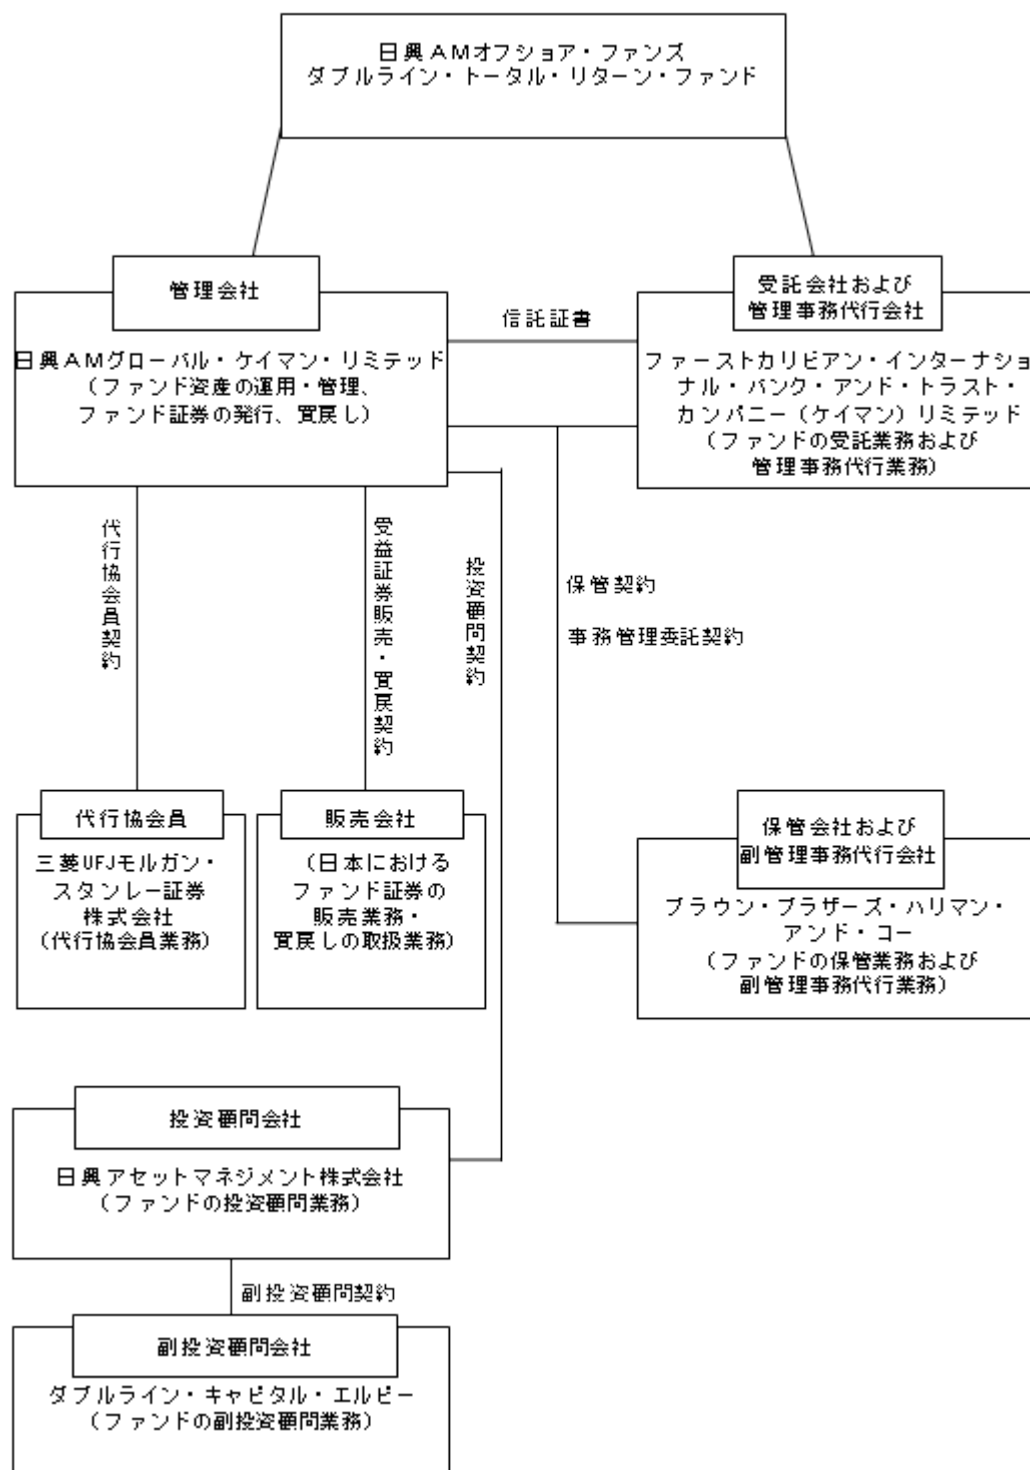 日興AMオフショア・ファンズ
ダブルライン・トータル・リターン・ファンド
管理会社
日興AMグローバル・ケイマン・リミテッド
（ファンド資産の運用・管理、
ファンド証券の発行、買戻し）
信託証書
受託会社および
管理事務代行会社
ファーストカリビアン・インターナショ
ナル・バンク・アンド・トラスト・
カンパニー（ケイマン）リミテッド
（ファンドの受託業務および
管理事務代行業務）
代行協会員契約
受益証券販売・買戻契約
投資顧問契約
保管契約
事務管理委託契約
代行協会員
三菱UFJモルガン・
スタンレー証券
株式会社
（代行協会員業務）
販売会社
（日本における
ファンド証券の
販売業務・
買戻しの取扱業務）
保管会社および
副管理事務代行会社
ブラウン・ブラザーズ・ハリマン・
アンド・コー
（ファンドの保管業務および
副管理事務代行業務）
投資顧問会社
日興アセットマネジメント株式会社
（ファンドの投資顧問業務）
副投資顧問契約
副投資顧問会社
ダブルライン・キャピタル・エルピー
（ファンドの副投資顧問業務）